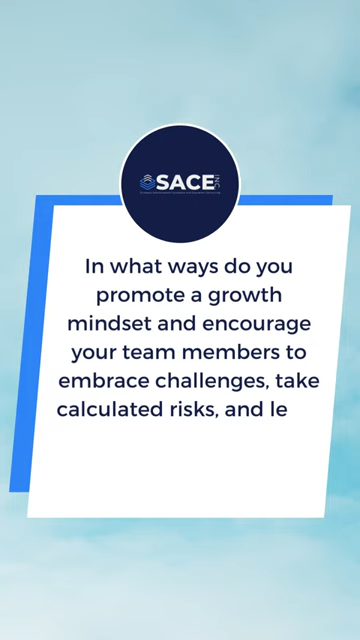 SACE INC
In what ways do you
promote a growth
mindset and encourage
your team members to
embrace challenges, take
calculated risks, and le